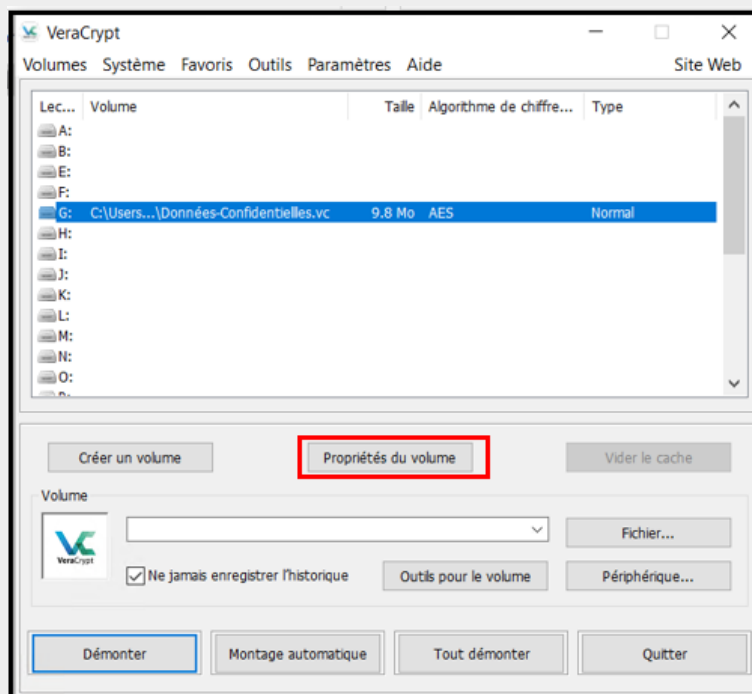 VeraCrypt
Volumes Système Favoris Outils Paramètres Aide Site Web
Lec... Volume Taille Algorithme de chiffre... Type
A:
B:
E:
F:
G: C:\Users...\Données-Confidentielles.vc 9.8 Mo AES Normal
H:
I:
J:
K:
L:
M:
N:
O:
Créer un volume Propriétés du volume Vider le cache
Volume
VeraCrypt
Fichier...
Ne jamais enregistrer l'historique Outils pour le volume Périphérique...
Démonter Montage automatique Tout démonter Quitter